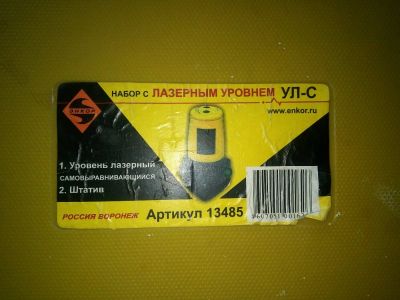 НАБОР С ЛАЗЕРНЫМ УРОВНЕМ УЛ-С
ЭНКОР
www.enkor.ru
1. Уровень лазерный
САМОВЫРАВНИВАЮЩИЙСЯ
2. Штатив
РОССИЯ ВОРОНЕЖ Артикул 13485